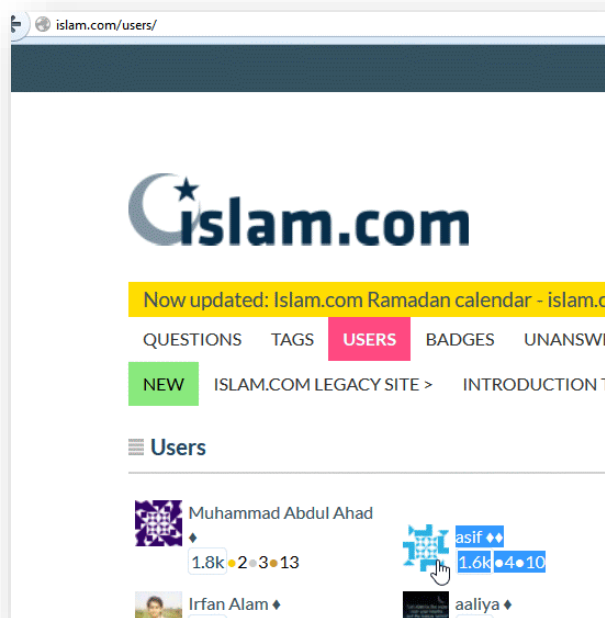 islam.com/users/
islam.com
Now updated: Islam.com Ramadan calendar - islam.c
QUESTIONS TAGS USERS BADGES UNANSW
NEW ISLAM.COM LEGACY SITE > INTRODUCTION
Users
Muhammad Abdul Ahad
♦
1.8k ●2●3●13
asif ♦♦
1.6k ●4●10
Irfan Alam ♦
aaliya ♦